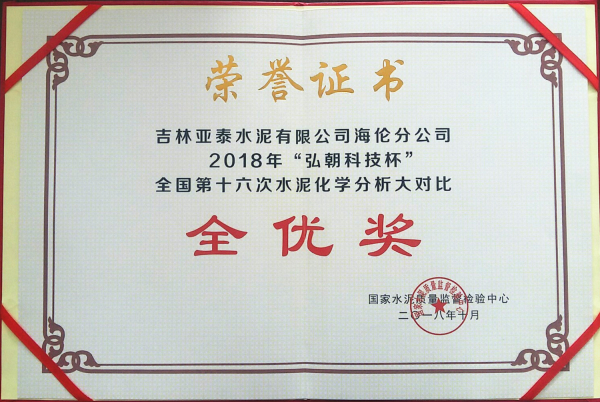 荣誉证书
吉林亚泰水泥有限公司海伦分公司
2018年“弘朝科技杯”
全国第十六次水泥化学分析大对比
全优奖
国家水泥质量监督检验中心
二〇一八年十月